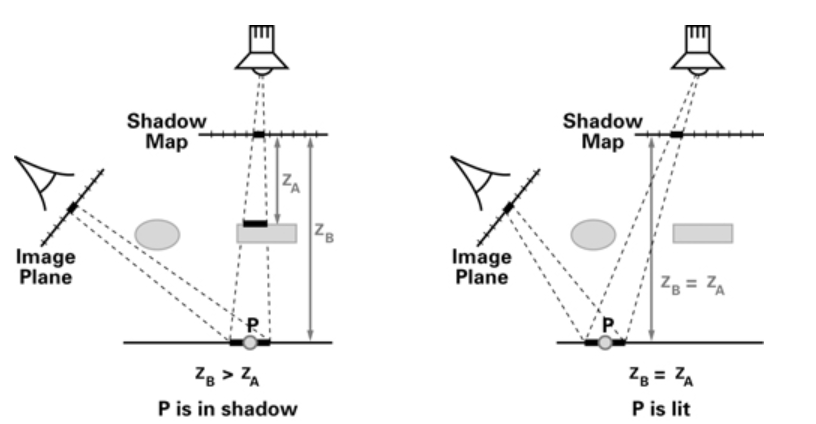 Shadow
Map
Z_A
Z_B
Image
Plane
P
Z_B > Z_A
P is in shadow
Shadow
Map
Image
Plane
Z_B = Z_A
P
Z_B = Z_A
P is lit